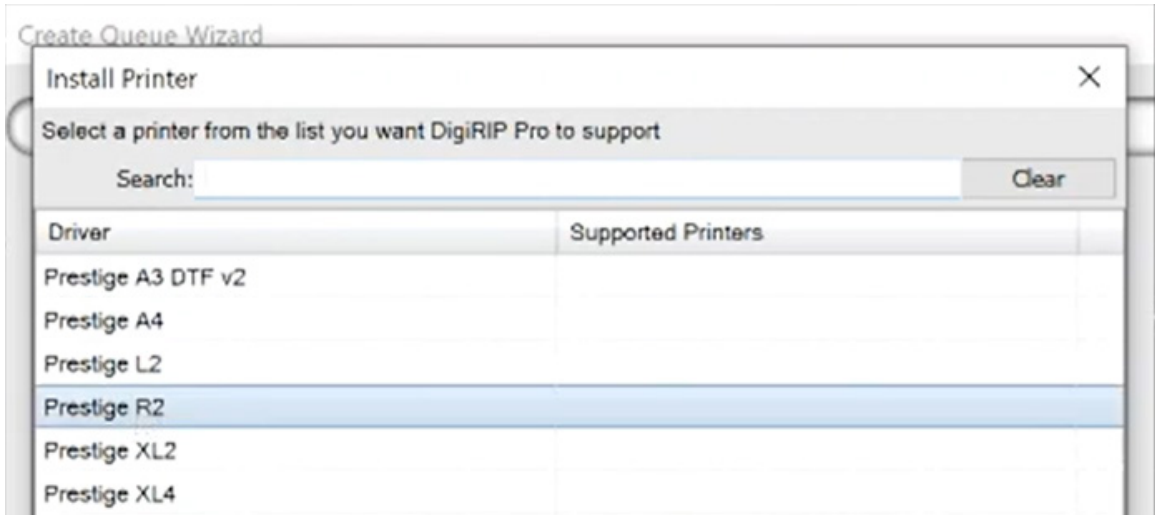 Create Queue Wizard
Install Printer
Select a printer from the list you want DigiRIP Pro to support
Search: Clear
Driver Supported Printers
Prestige A3 DTF v2
Prestige A4
Prestige L2
Prestige R2
Prestige XL2
Prestige XL4